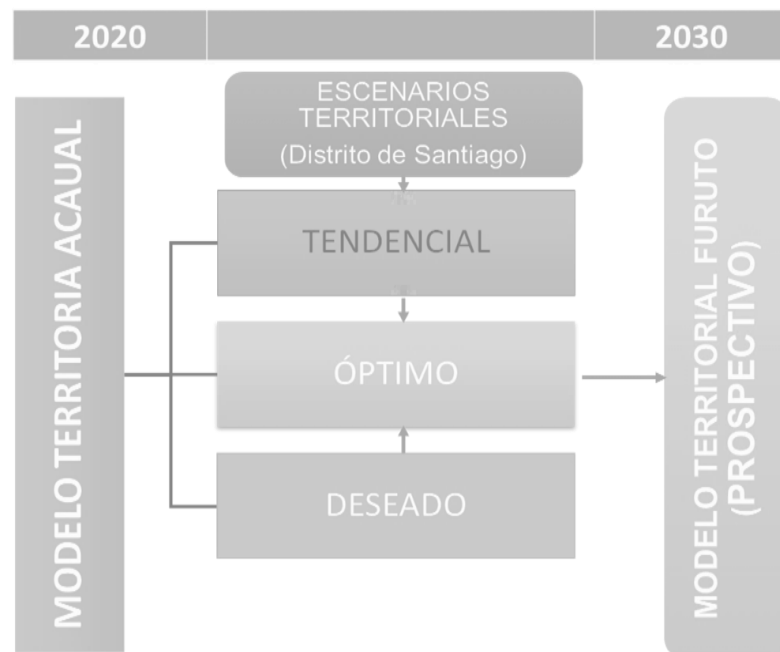 2020
2030
ESCENARIOS
TERRITORIALES
(Distrito de Santiago)
MODELO TERRITORIA ACAUAL
TENDENCIAL
ÓPTIMO
DESEADO
MODELO TERRITORIAL FURUTO
(PROSPECTIVO)